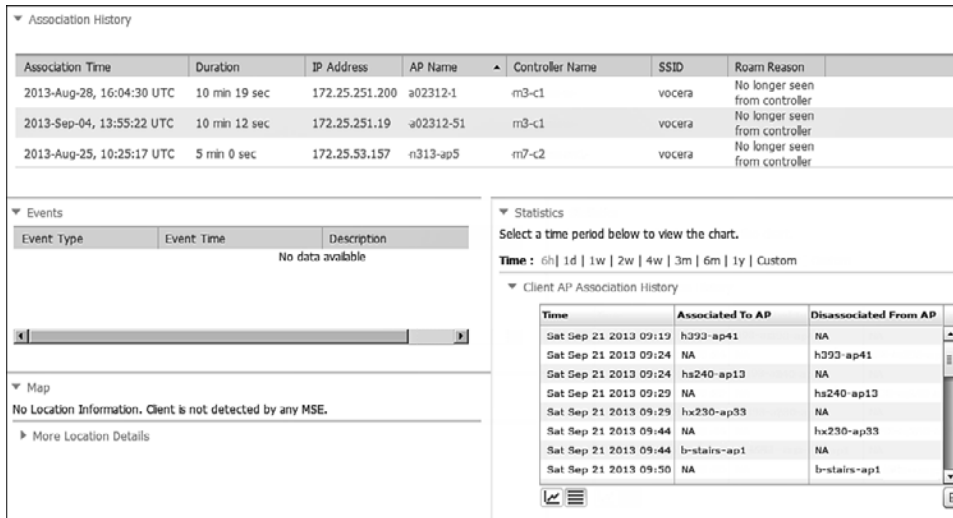 Association History
Association Time Duration IP Address AP Name Controller Name SSID Roam Reason
2013-Aug-28, 16:04:30 UTC 10 min 19 sec 172.25.251.200 a02312-1 m3-c1 vocera No longer seen from controller
2013-Sep-04, 13:55:22 UTC 10 min 12 sec 172.25.251.19 a02312-51 m3-c1 vocera No longer seen from controller
2013-Aug-25, 10:25:17 UTC 5 min 0 sec 172.25.53.157 n313-ap5 m7-c2 vocera No longer seen from controller
Events
Event Type Event Time Description
No data available
Map
No Location Information. Client is not detected by any MSE.
More Location Details
Statistics
Select a time period below to view the chart.
Time : 6h| 1d | 1w | 2w | 4w | 3m | 6m | 1y | Custom
Client AP Association History
Time Associated To AP Disassociated From AP
Sat Sep 21 2013 09:19 h393-ap41 NA
Sat Sep 21 2013 09:24 NA h393-ap41
Sat Sep 21 2013 09:24 hs240-ap13 NA
Sat Sep 21 2013 09:29 NA hs240-ap13
Sat Sep 21 2013 09:29 hx230-ap33 NA
Sat Sep 21 2013 09:44 NA hx230-ap33
Sat Sep 21 2013 09:44 b-stairs-ap1 NA
Sat Sep 21 2013 09:50 NA b-stairs-ap1